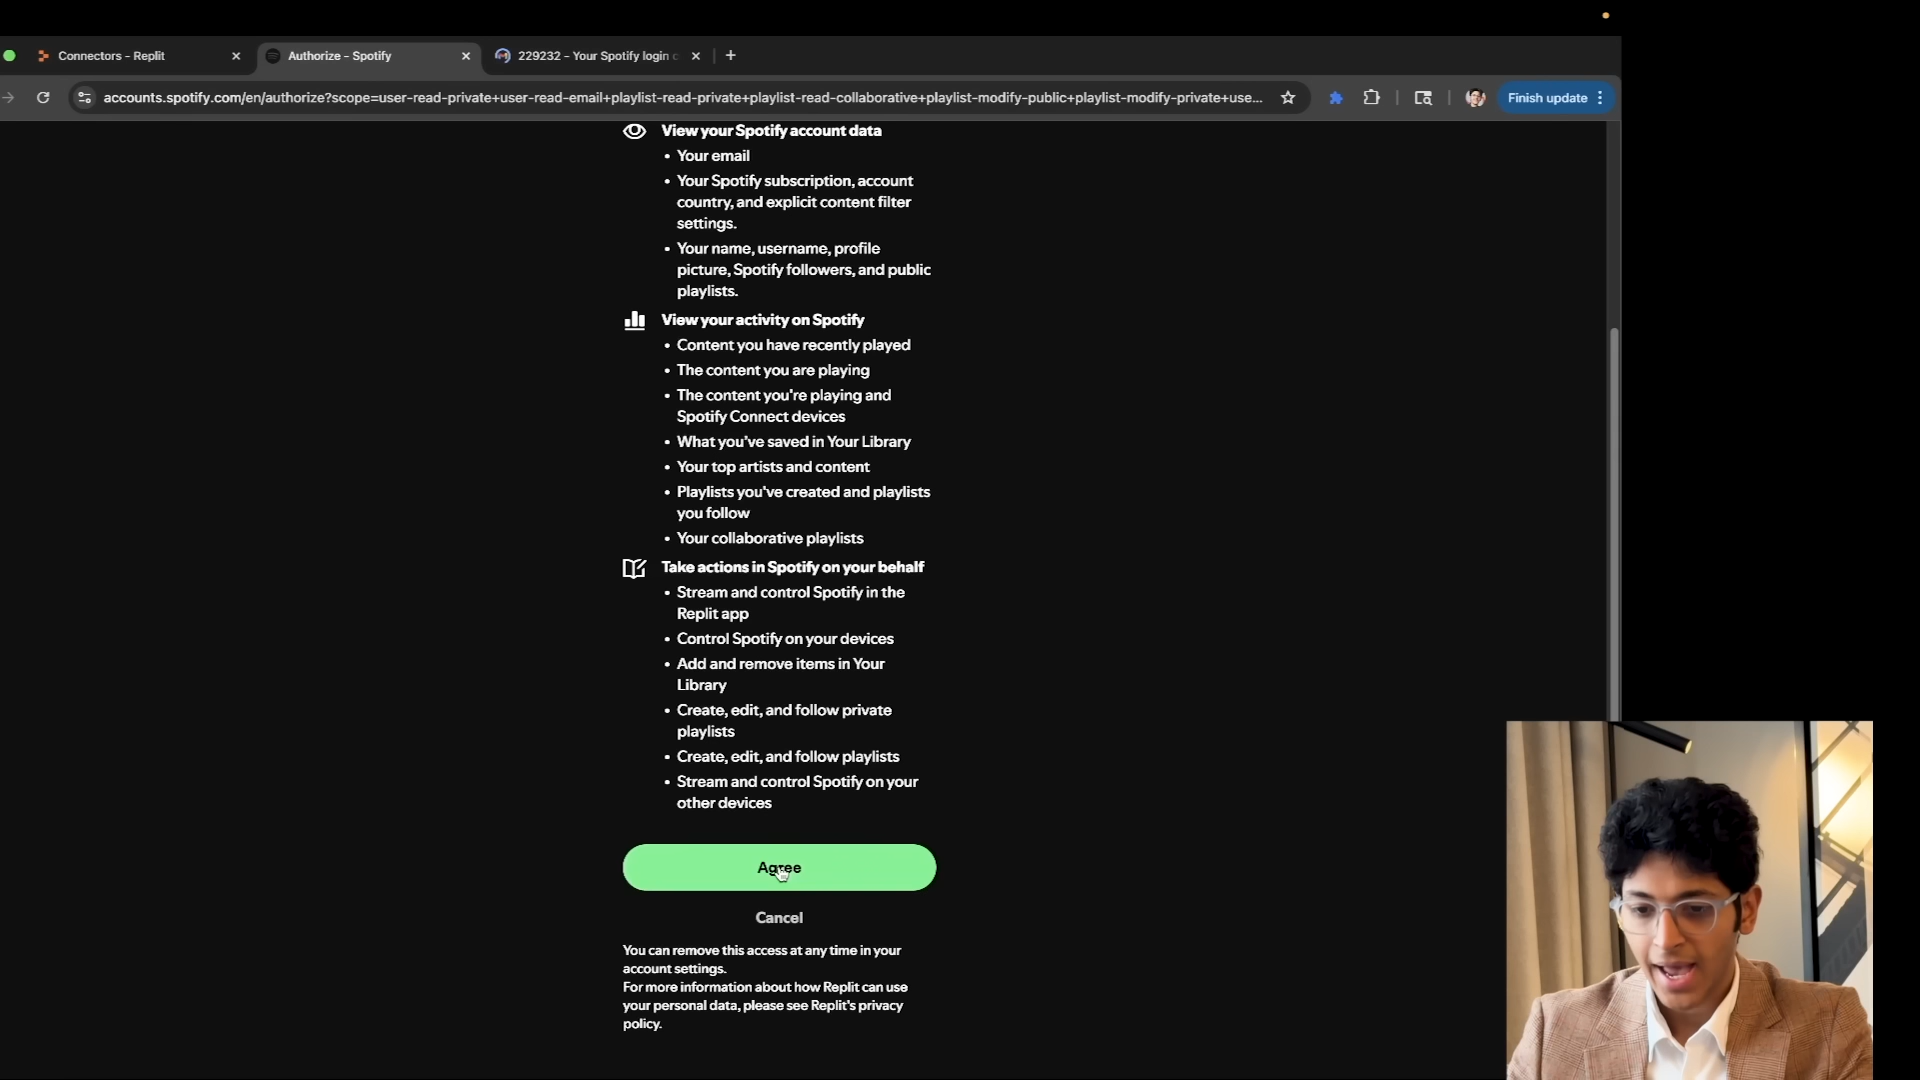 Connectors – Replit
Authorize – Spotify
229232 – Your Spotify login c
accounts.spotify.com/en/authorize?scope=user-read-private+user-read-email+playlist-read-private+playlist-read-collaborative+playlist-modify-public+playlist-modify-private+use...
Finish update
View your Spotify account data
• Your email
• Your Spotify subscription, account
country, and explicit content filter
settings.
• Your name, username, profile
picture, Spotify followers, and public
playlists.
View your activity on Spotify
• Content you have recently played
• The content you are playing
• The content you're playing and
Spotify Connect devices
• What you've saved in Your Library
• Your top artists and content
• Playlists you've created and playlists
you follow
• Your collaborative playlists
Take actions in Spotify on your behalf
• Stream and control Spotify in the
Replit app
• Control Spotify on your devices
• Add and remove items in Your
Library
• Create, edit, and follow private
playlists
• Create, edit, and follow playlists
• Stream and control Spotify on your
other devices
Agree
Cancel
You can remove this access at any time in your
account settings.
For more information about how Replit can use
your personal data, please see Replit's privacy
policy.